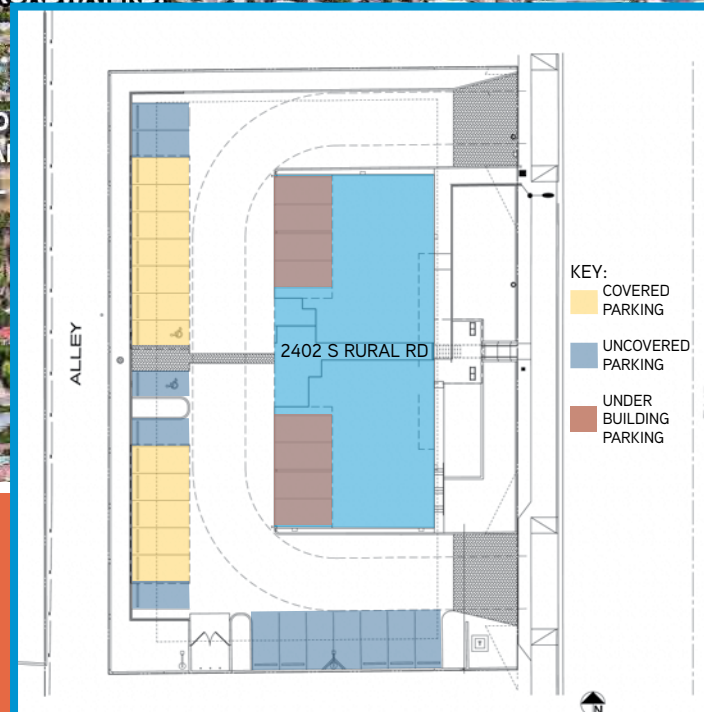 ALLEY
2402 S RURAL RD
KEY:
COVERED
PARKING
UNCOVERED
PARKING
UNDER
BUILDING
PARKING
N